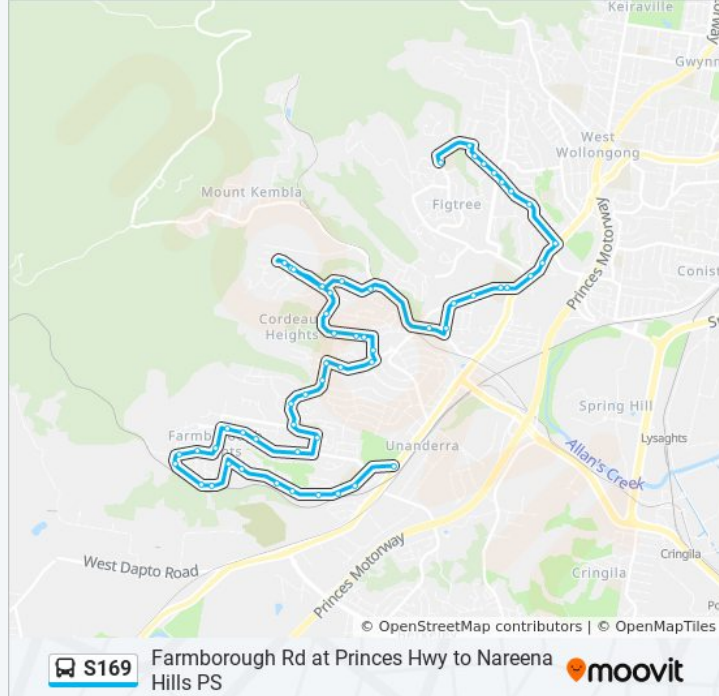 Keiraville
Gwynn
West
Wollongong
Mount Kembla
Figtree
Princes Motorway
Conist
Cordeau
Heights
Spring Hill
Lysaghts
Unanderra
Allan's Creek
West Dapto Road
Princes Motorway
Cringila
Cringila
© OpenStreetMap contributors | © OpenMapTiles
S169
Farmborough Rd at Princes Hwy to Nareena
Hills PS
moovit